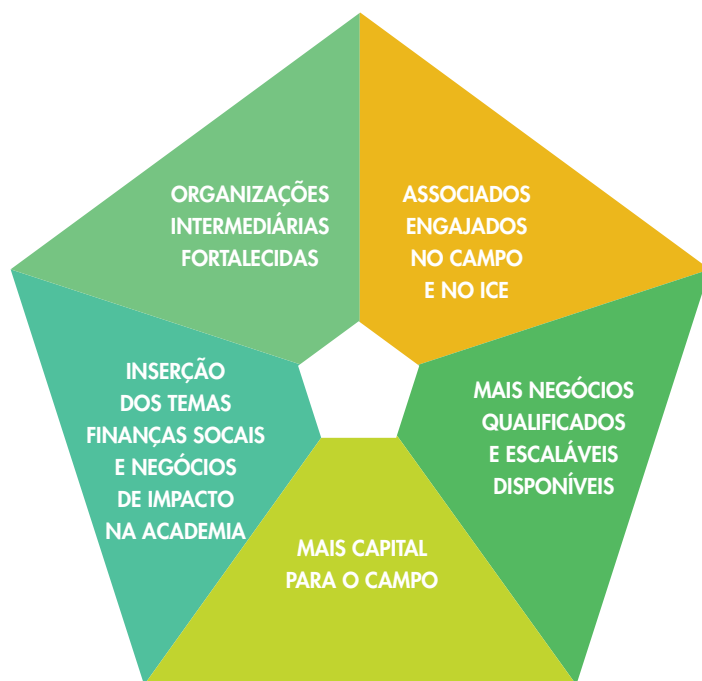 ORGANIZAÇÕES
INTERMEDIÁRIAS
FORTALECIDAS
ASSOCIADOS
ENGAJADOS
NO CAMPO
E NO ICE
INSERÇÃO
DOS TEMAS
FINANÇAS SOCAIS
E NEGÓCIOS
DE IMPACTO
NA ACADEMIA
MAIS NEGÓCIOS
QUALIFICADOS
E ESCALÁVEIS
DISPONÍVEIS
MAIS CAPITAL
PARA O CAMPO